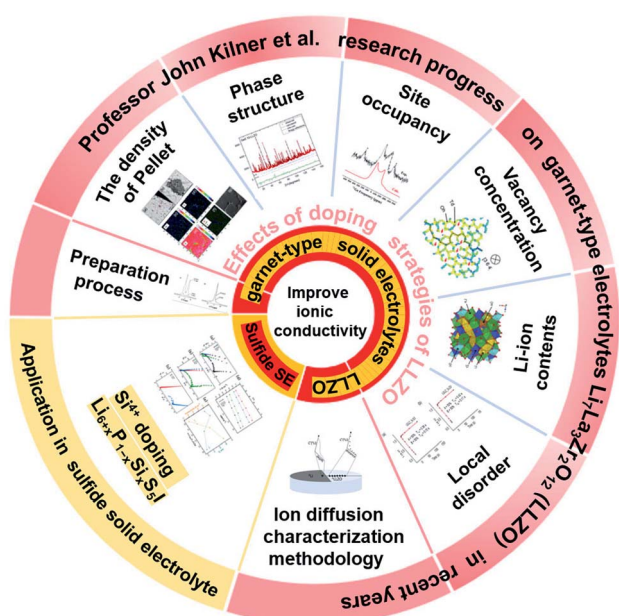 Professor John Kilner et al. research progress on garnet-type electrolytes Li7La3Zr2O12 (LLZO) in recent years
Phase
structure
Site
occupancy
Vacancy
concentration
Li-ion
contents
Local
disorder
Ion diffusion
characterization
methodology
Application in sulfide solid electrolyte
Si4+ doping
Li6+xP1-xSixS5I
Preparation
process
The density
of Pellet
Effects of doping strategies of LLZO
garnet-type solid electrolytes
LLZO
Sulfide SE
Improve
ionic
conductivity